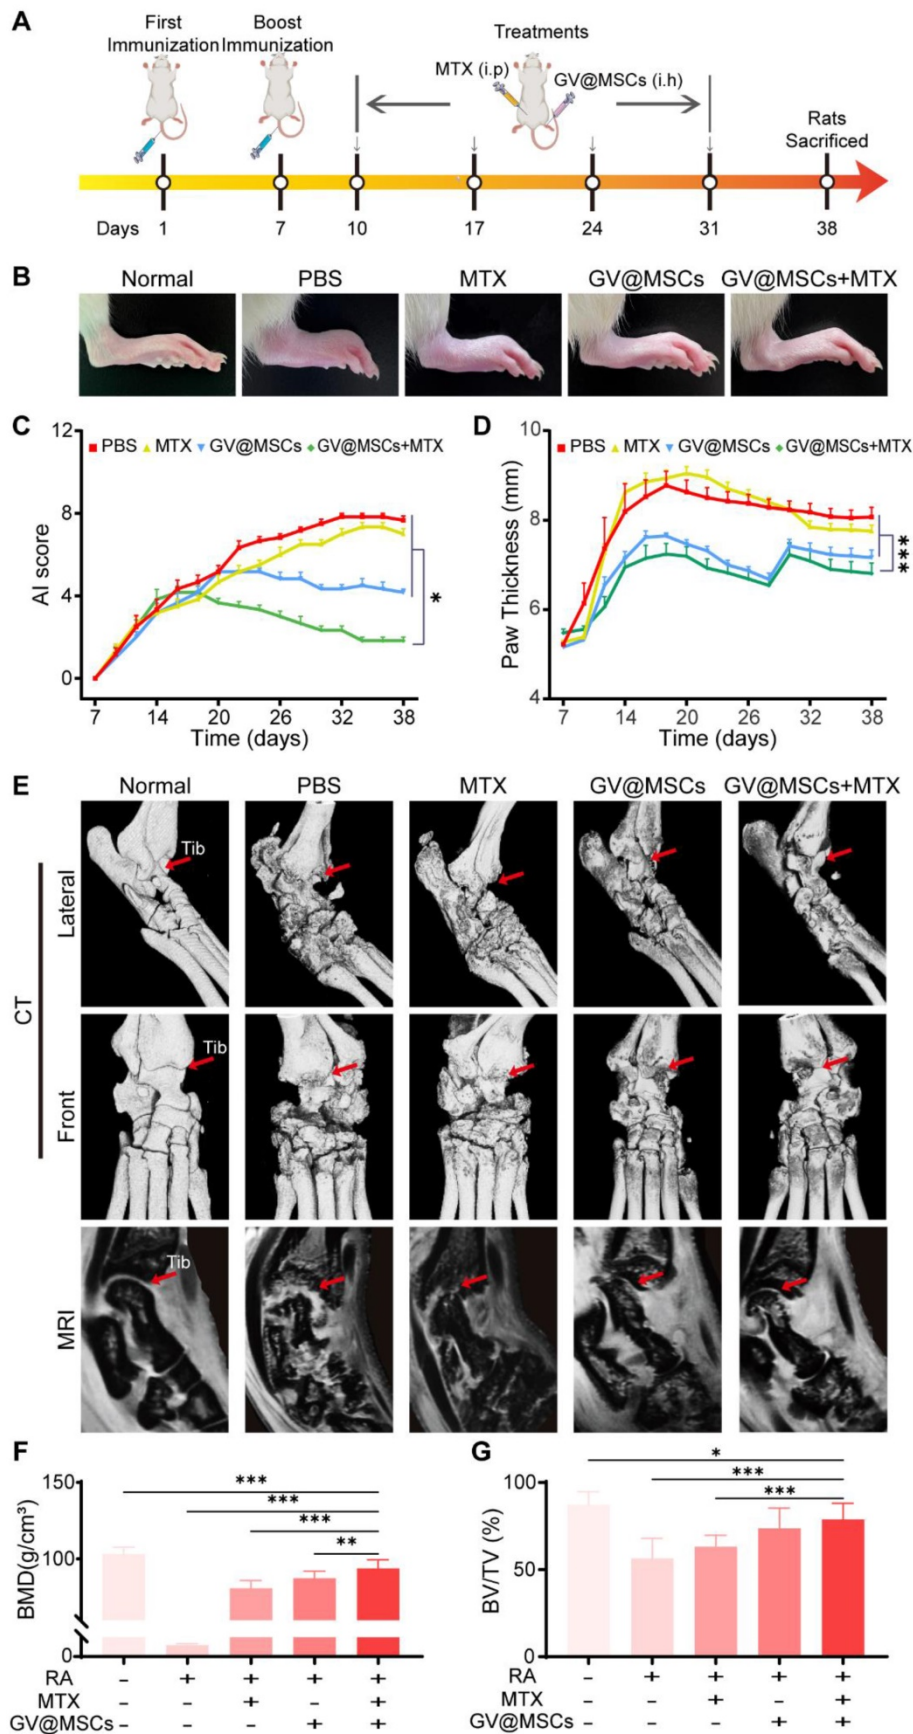 A
First Immunization
Boost Immunization
Treatments
MTX (i.p)
GV@MSCs (i.h)
Rats Sacrificed
Days 1 7 10 17 24 31 38
B
Normal PBS MTX GV@MSCs GV@MSCs+MTX
C
12
PBS MTX GV@MSCs GV@MSCs+MTX
8
AI score
4
*
0
7 14 20 26 32 38
Time (days)
D
10
PBS MTX GV@MSCs GV@MSCs+MTX
8
Paw Thickness (mm)
***
6
4
7 14 20 26 32 38
Time (days)
E
Normal PBS MTX GV@MSCs GV@MSCs+MTX
CT
Lateral
Tib
Front
Tib
MRI
Tib
F
150
***
***
***
**
100
BMD(g/cm³)
0
RA - + + + +
MTX - - + - +
GV@MSCs - - - + +
G
100
*
***
***
BV/TV (%)
50
0
RA - + + + +
MTX - - + - +
GV@MSCs - - - + +